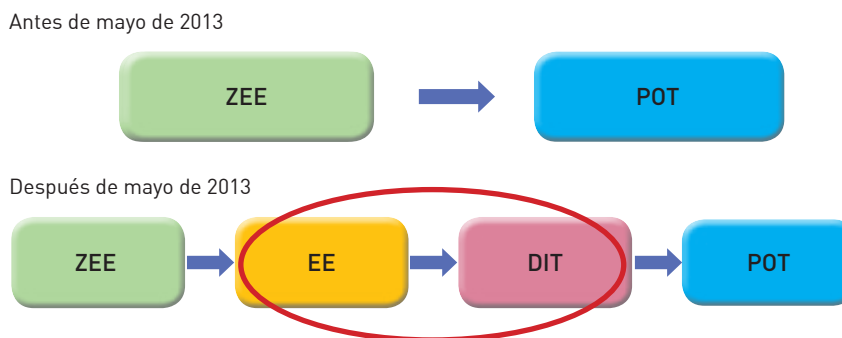 Antes de mayo de 2013
ZEE POT
Después de mayo de 2013
ZEE EE DIT POT